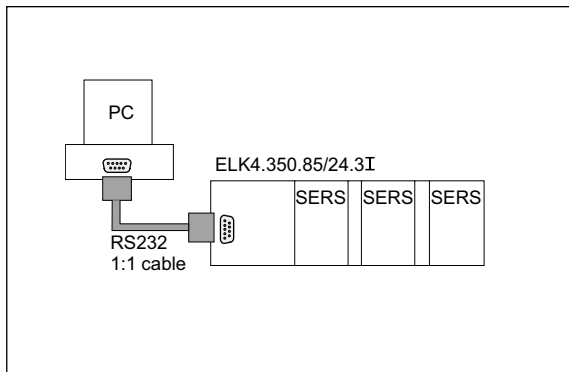 PC
ELK4.350.85/24.3I
SERS SERS SERS
RS232
1:1 cable